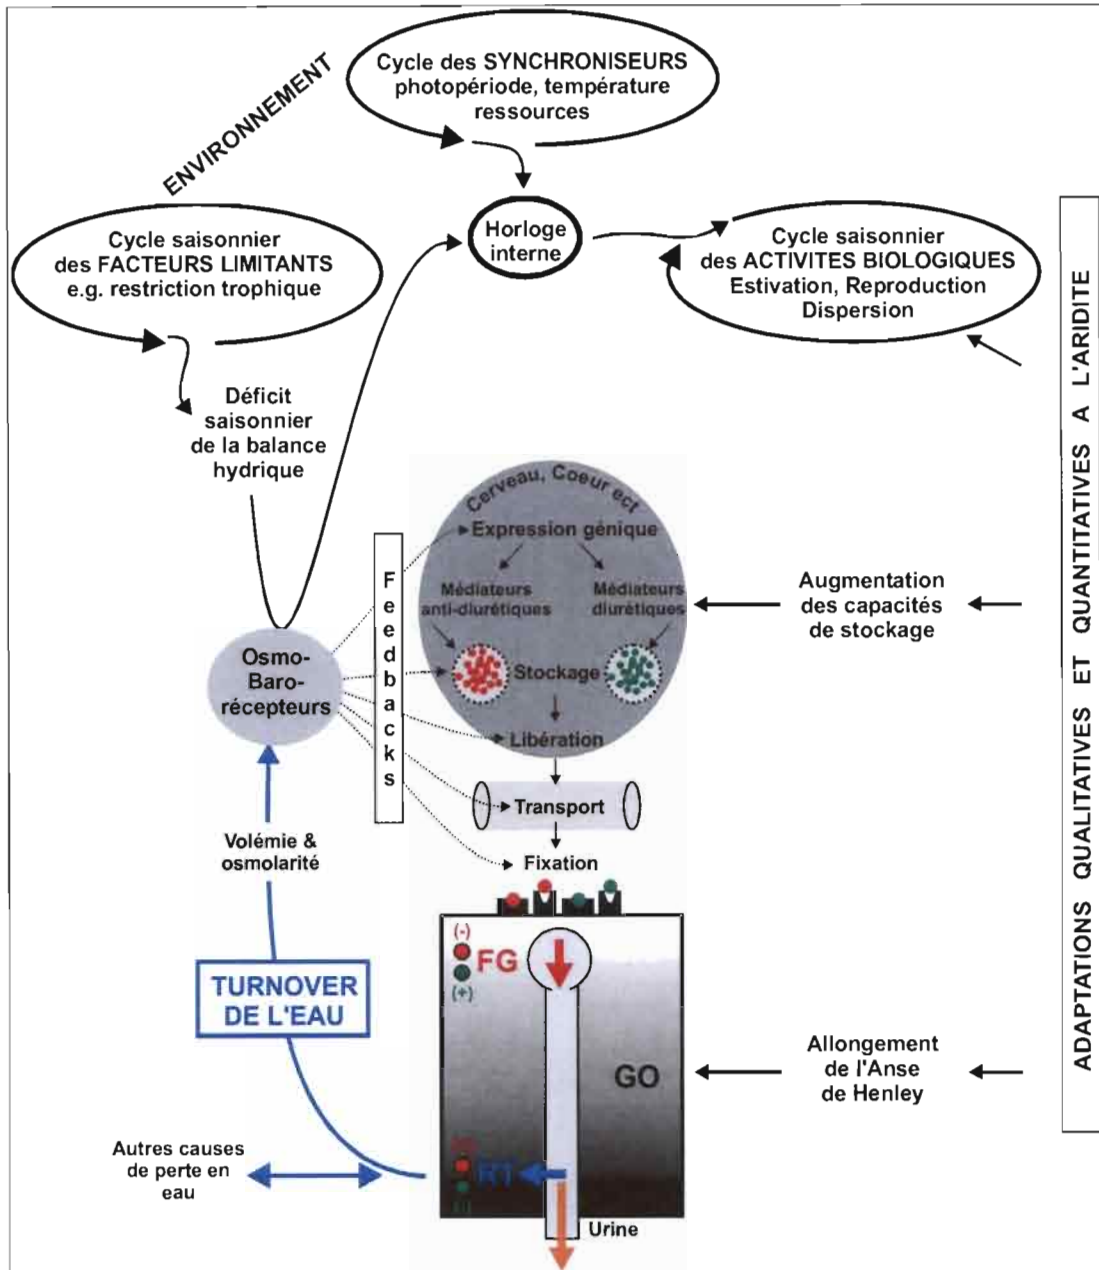 ENVIRONNEMENT
Cycle des SYNCHRONISEURS
photopériode, température
ressources
Horloge
interne
Cycle saisonnier
des FACTEURS LIMITANTS
e.g. restriction trophique
Cycle saisonnier
des ACTIVITES BIOLOGIQUES
Estivation, Reproduction
Dispersion
ADAPTATIONS QUALITATIVES ET QUANTITATIVES A L'ARIDITE
Déficit
saisonnier
de la balance
hydrique
Cerveau, Coeur ect
Expression génique
Médiateurs
anti-diurétiques
Médiateurs
diurétiques
Stockage
Libération
Transport
Fixation
Feedbacks
Osmo-
Baro-
récepteurs
Augmentation
des capacités
de stockage
Volémie &
osmolarité
TURNOVER
DE L'EAU
(-)
FG
(+)
GO
Allongement
de l'Anse
de Henley
Autres causes
de perte en
eau
RT
Urine